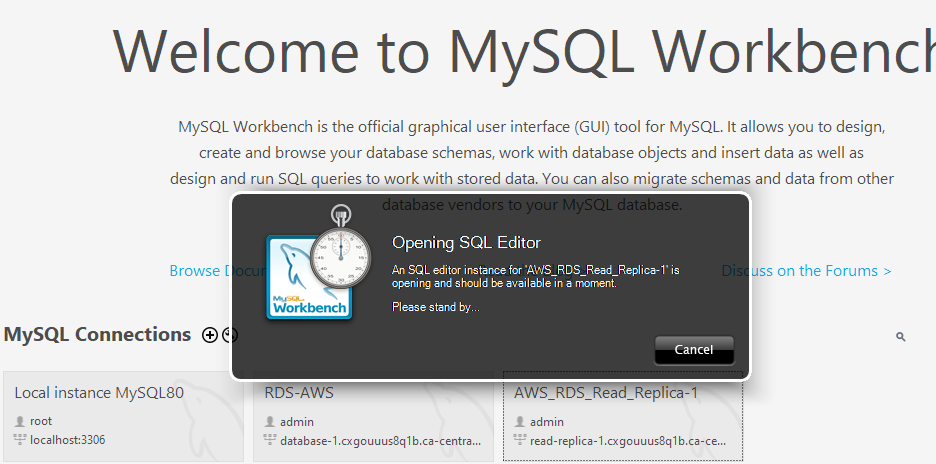 Welcome to MySQL Workbench
MySQL Workbench is the official graphical user interface (GUI) tool for MySQL. It allows you to design,
create and browse your database schemas, work with database objects and insert data as well as
design and run SQL queries to work with stored data. You can also migrate schemas and data from other
database vendors to your MySQL database.
Browse Docu
Discuss on the Forums >
Opening SQL Editor
An SQL editor instance for 'AWS_RDS_Read_Replica-1' is
opening and should be available in a moment.
Please stand by...
MySQL
Workbench
Cancel
MySQL Connections
Local instance MySQL80
root
localhost:3306
RDS-AWS
admin
database-1.cxgouuus8q1b.ca-centra...
AWS_RDS_Read_Replica-1
admin
read-replica-1.cxgouuus8q1b.ca-ce...